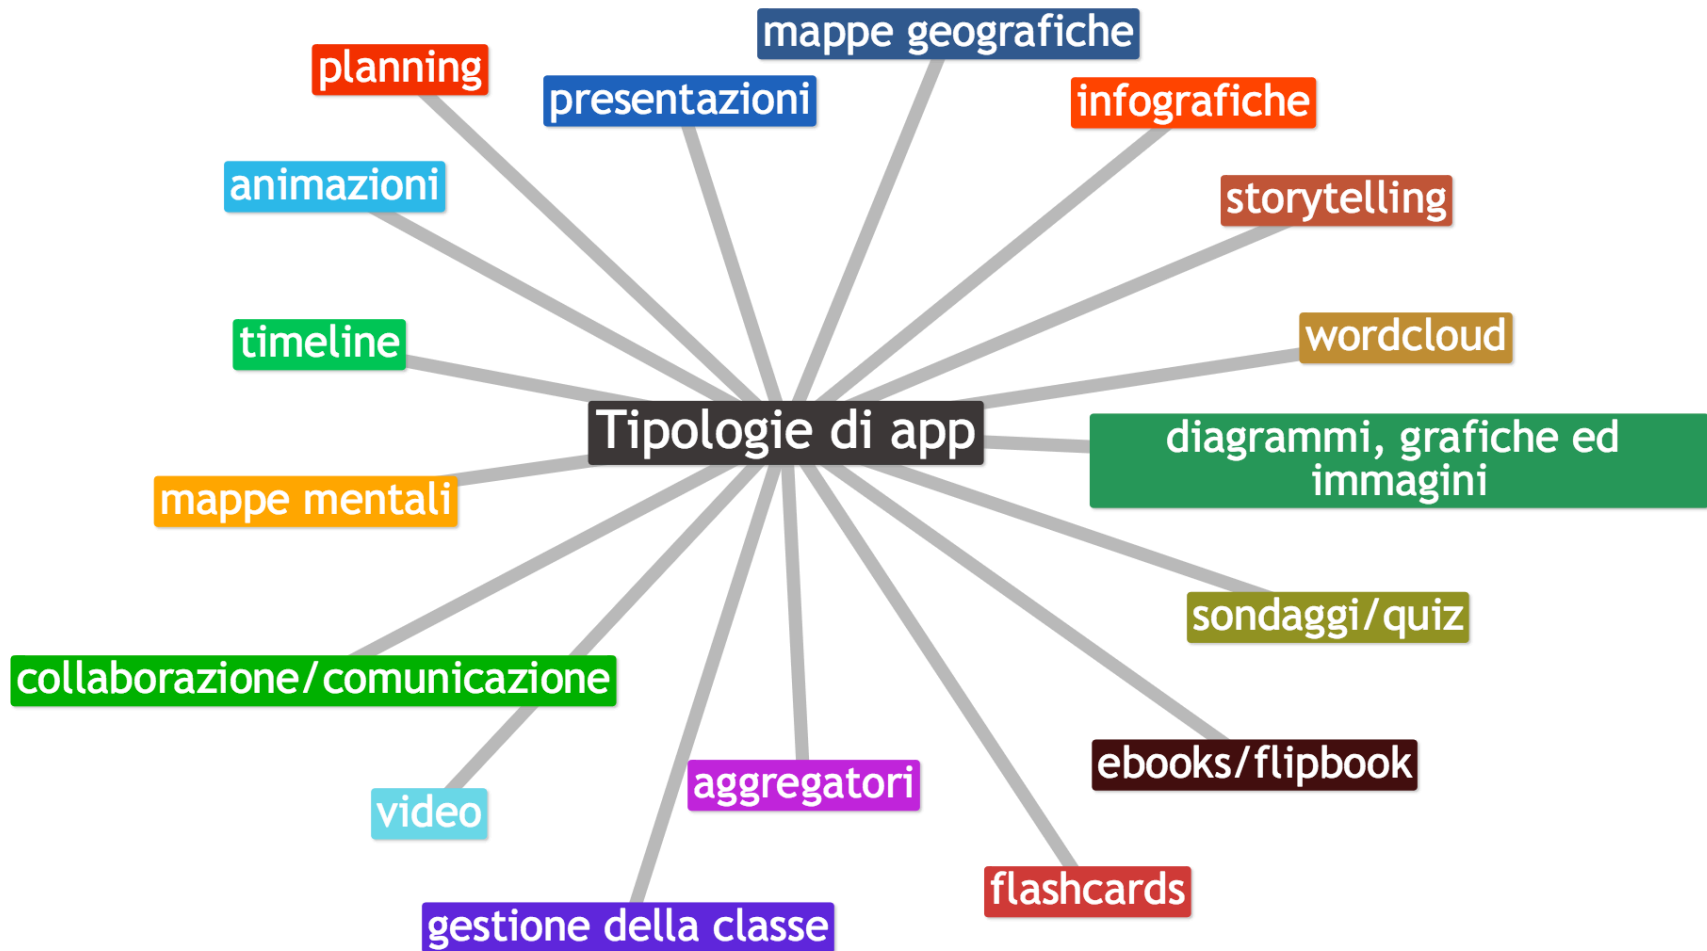 mappe geografiche
planning
presentazioni
infografiche
animazioni
storytelling
timeline
wordcloud
Tipologie di app
diagrammi, grafiche ed
immagini
mappe mentali
sondaggi/quiz
collaborazione/comunicazione
ebooks/flipbook
aggregatori
video
flashcards
gestione della classe